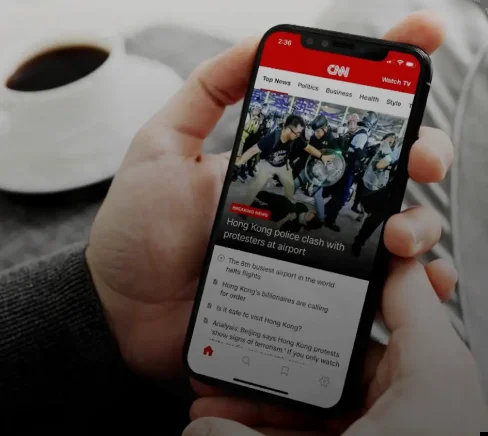 2:36
CNN
Watch TV
Top News Politics Business Health Style
BREAKING NEWS
Hong Kong police clash with
protesters at airport
The 8th busiest airport in the world
halts flights
Hong Kong's billionaires are calling
for order
Is it safe to visit Hong Kong?
Analysis: Beijing says Hong Kong protests
'show signs of terrorism.' If you only watch